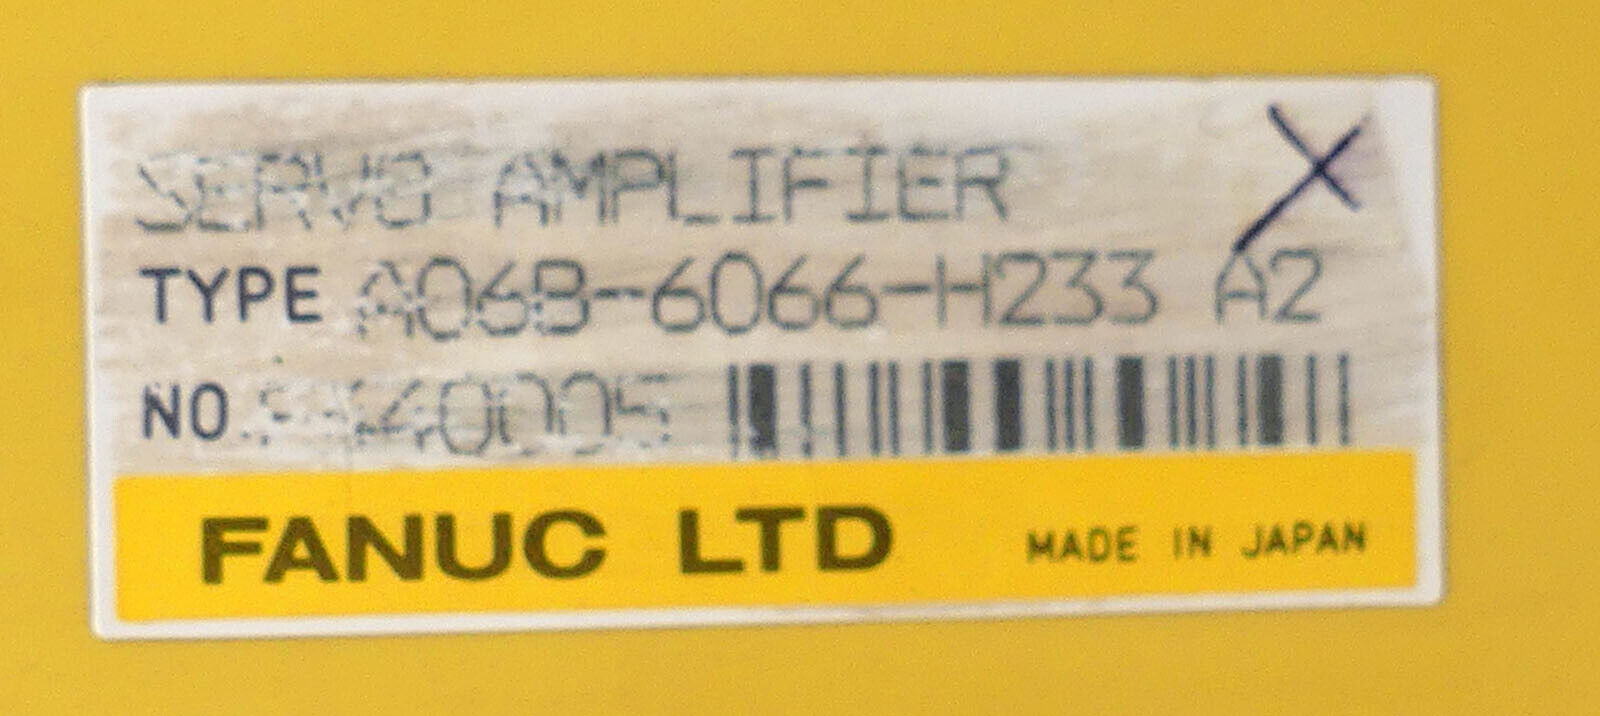 SERVO AMPLIFIER
TYPE A06B-6066-H233 A2
NO.
FANUC LTD MADE IN JAPAN